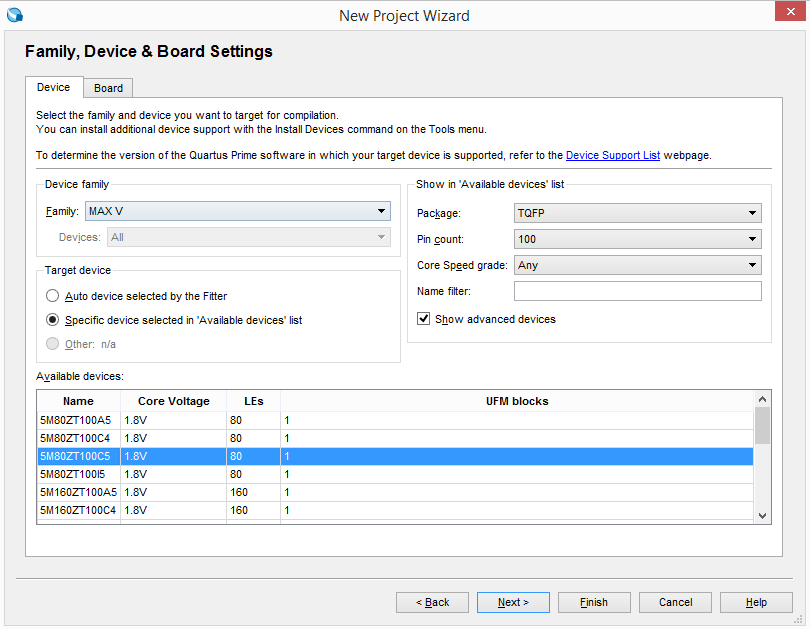 New Project Wizard
Family, Device & Board Settings
Device
Board
Select the family and device you want to target for compilation.
You can install additional device support with the Install Devices command on the Tools menu.
To determine the version of the Quartus Prime software in which your target device is supported, refer to the Device Support List webpage.
Device family
Family: MAX V
Devices: All
Target device
Auto device selected by the Fitter
Specific device selected in 'Available devices' list
Other: n/a
Show in 'Available devices' list
Package: TQFP
Pin count: 100
Core Speed grade: Any
Name filter:
Show advanced devices
Available devices:
Name Core Voltage LEs UFM blocks
5M80ZT100A5 1.8V 80 1
5M80ZT100C4 1.8V 80 1
5M80ZT100C5 1.8V 80 1
5M80ZT100I5 1.8V 80 1
5M160ZT100A5 1.8V 160 1
5M160ZT100C4 1.8V 160 1
< Back Next > Finish Cancel Help